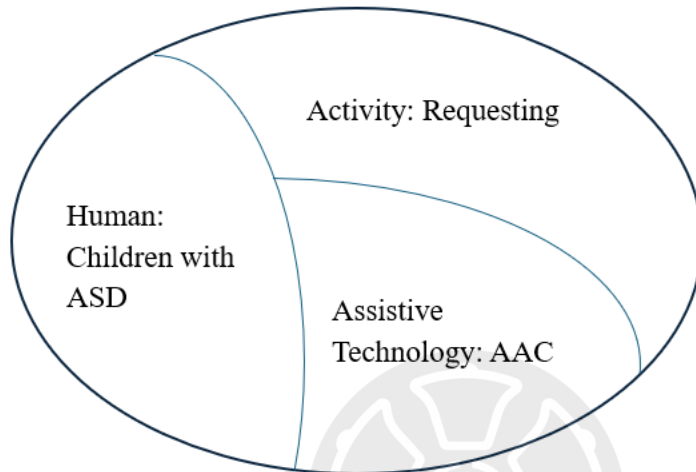 Activity: Requesting
Human:
Children with
ASD
Assistive
Technology: AAC